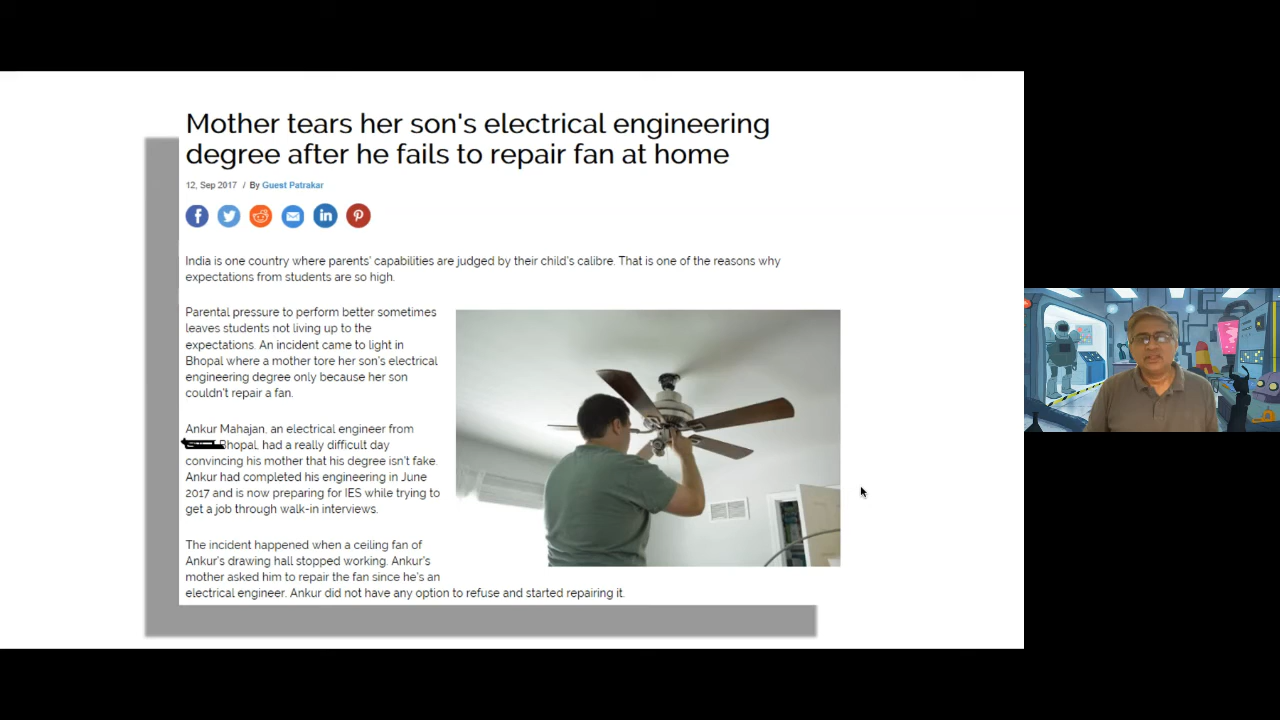 Mother tears her son's electrical engineering
degree after he fails to repair fan at home
12, Sep 2017 / By Guest Patrakar
India is one country where parents' capabilities are judged by their child's calibre. That is one of the reasons why
expectations from students are so high.
Parental pressure to perform better sometimes
leaves students not living up to the
expectations. An incident came to light in
Bhopal where a mother tore her son's electrical
engineering degree only because her son
couldn't repair a fan.
Ankur Mahajan, an electrical engineer from
Bhopal, had a really difficult day
convincing his mother that his degree isn't fake.
Ankur had completed his engineering in June
2017 and is now preparing for IES while trying to
get a job through walk-in interviews.
The incident happened when a ceiling fan of
Ankur's drawing hall stopped working. Ankur's
mother asked him to repair the fan since he's an
electrical engineer. Ankur did not have any option to refuse and started repairing it.